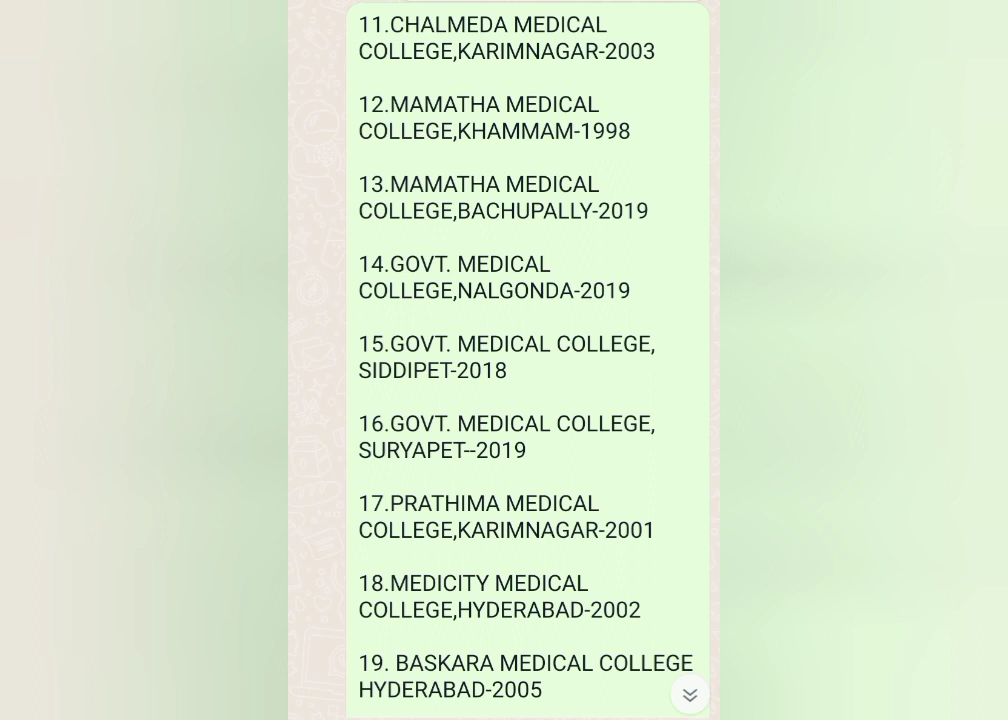 11.CHALMEDA MEDICAL
COLLEGE,KARIMNAGAR-2003
12.MAMATHA MEDICAL
COLLEGE,KHAMMAM-1998
13.MAMATHA MEDICAL
COLLEGE,BACHUPALLY-2019
14.GOVT. MEDICAL
COLLEGE,NALGONDA-2019
15.GOVT. MEDICAL COLLEGE,
SIDDIPET-2018
16.GOVT. MEDICAL COLLEGE,
SURYAPET--2019
17.PRATHIMA MEDICAL
COLLEGE,KARIMNAGAR-2001
18.MEDICITY MEDICAL
COLLEGE,HYDERABAD-2002
19. BASKARA MEDICAL COLLEGE
HYDERABAD-2005